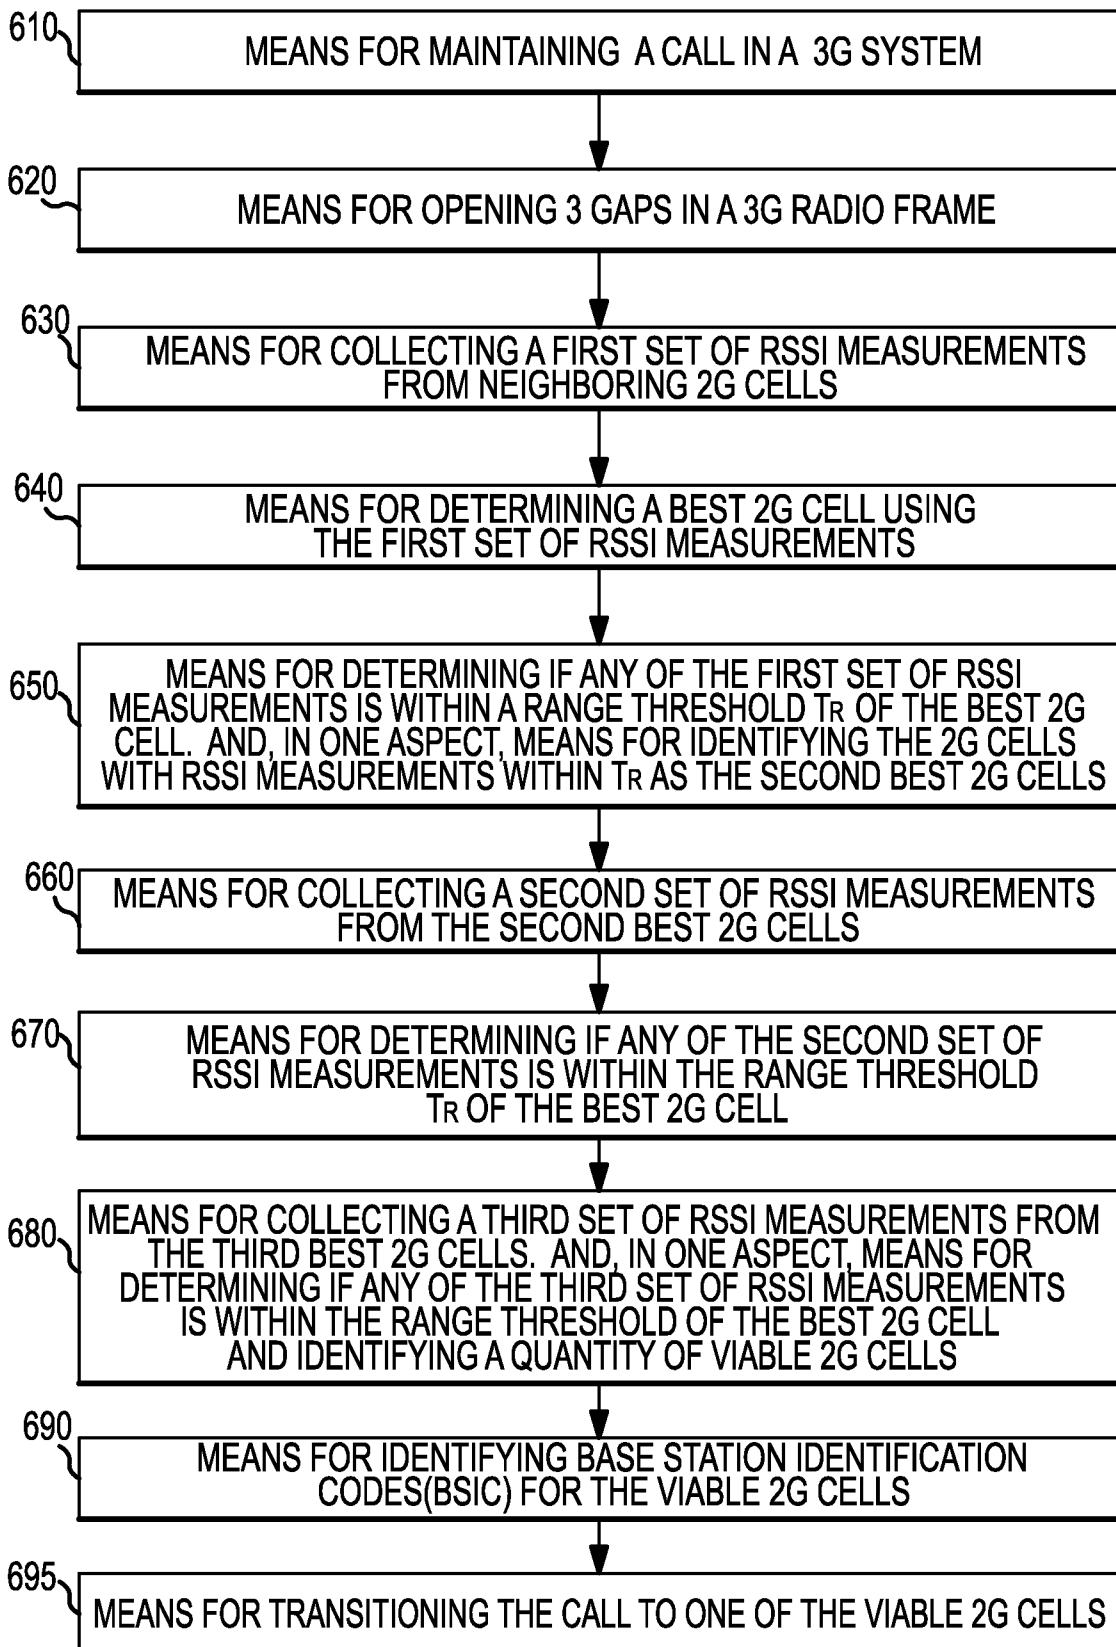 610
MEANS FOR MAINTAINING A CALL IN A 3G SYSTEM
620
MEANS FOR OPENING 3 GAPS IN A 3G RADIO FRAME
630
MEANS FOR COLLECTING A FIRST SET OF RSSI MEASUREMENTS
FROM NEIGHBORING 2G CELLS
640
MEANS FOR DETERMINING A BEST 2G CELL USING
THE FIRST SET OF RSSI MEASUREMENTS
650
MEANS FOR DETERMINING IF ANY OF THE FIRST SET OF RSSI
MEASUREMENTS IS WITHIN A RANGE THRESHOLD TR OF THE BEST 2G
CELL. AND, IN ONE ASPECT, MEANS FOR IDENTIFYING THE 2G CELLS
WITH RSSI MEASUREMENTS WITHIN TR AS THE SECOND BEST 2G CELLS
660
MEANS FOR COLLECTING A SECOND SET OF RSSI MEASUREMENTS
FROM THE SECOND BEST 2G CELLS
670
MEANS FOR DETERMINING IF ANY OF THE SECOND SET OF
RSSI MEASUREMENTS IS WITHIN THE RANGE THRESHOLD
TR OF THE BEST 2G CELL
680
MEANS FOR COLLECTING A THIRD SET OF RSSI MEASUREMENTS FROM
THE THIRD BEST 2G CELLS. AND, IN ONE ASPECT, MEANS FOR
DETERMINING IF ANY OF THE THIRD SET OF RSSI MEASUREMENTS
IS WITHIN THE RANGE THRESHOLD OF THE BEST 2G CELL
AND IDENTIFYING A QUANTITY OF VIABLE 2G CELLS
690
MEANS FOR IDENTIFYING BASE STATION IDENTIFICATION
CODES(BSIC) FOR THE VIABLE 2G CELLS
695
MEANS FOR TRANSITIONING THE CALL TO ONE OF THE VIABLE 2G CELLS